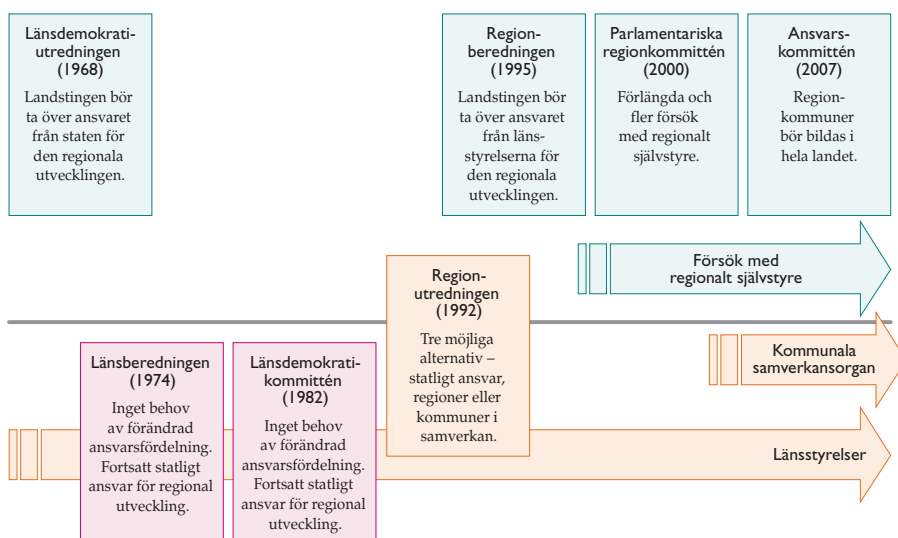 Länsdemokrati-
utredningen
(1968)
Landstingen bör
ta över ansvaret
från staten för
den regionala
utvecklingen.
Region-
beredningen
(1995)
Landstingen bör
ta över ansvaret
från läns-
styrelserna för
den regionala
utvecklingen.
Parlamentariska
regionkommittén
(2000)
Förlängda och
fler försök
med regionalt
självstyre.
Ansvars-
kommittén
(2007)
Region-
kommuner
bör bildas i
hela landet.
Försök med
regionalt självstyre
Region-
utredningen
(1992)
Tre möjliga
alternativ –
statligt ansvar,
regioner eller
kommuner i
samverkan.
Kommunala
samverkansorgan
Länsberedningen
(1974)
Inget behov
av förändrad
ansvarsfördelning.
Fortsatt statligt
ansvar för regional
utveckling.
Länsdemokrati-
kommittén
(1982)
Inget behov
av förändrad
ansvarsfördelning.
Fortsatt statligt
ansvar för regional
utveckling.
Länsstyrelser